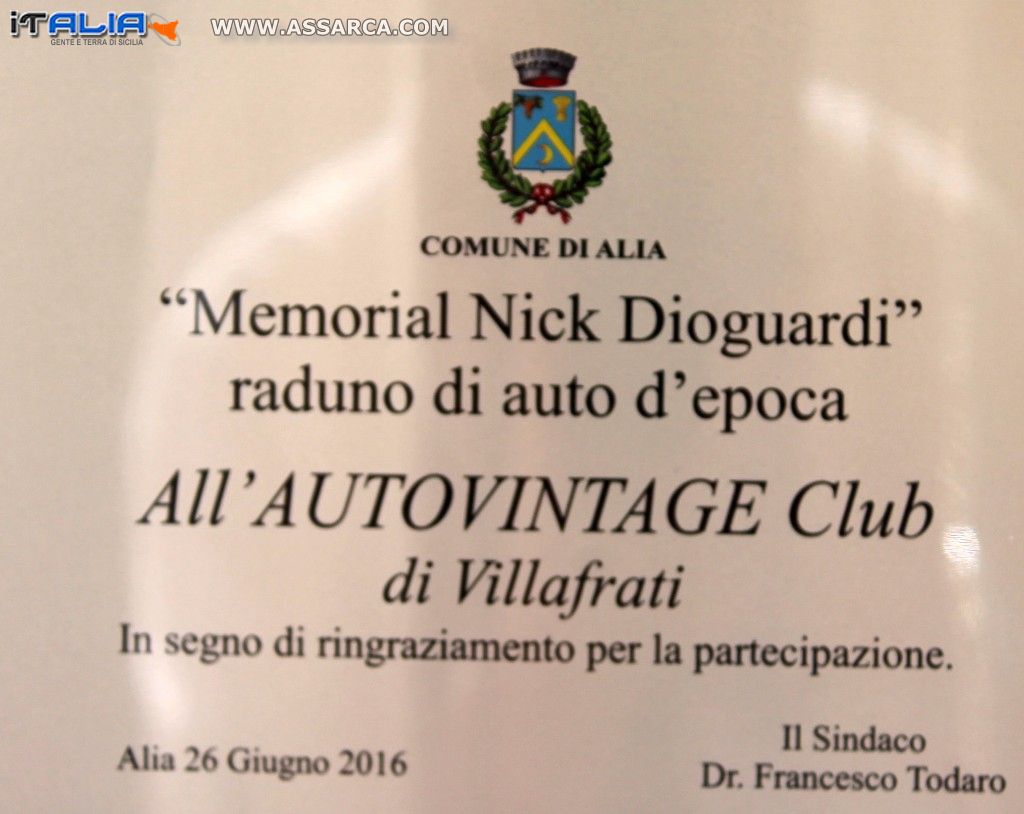 iTALIA
GENTE E TERRA DI SICILIA
WWW.ASSARCA.COM
COMUNE DI ALIA
“Memorial Nick Dioguardi”
raduno di auto d’epoca
All’AUTOVINTAGE Club
di Villafrati
In segno di ringraziamento per la partecipazione.
Alia 26 Giugno 2016
Il Sindaco
Dr. Francesco Todaro